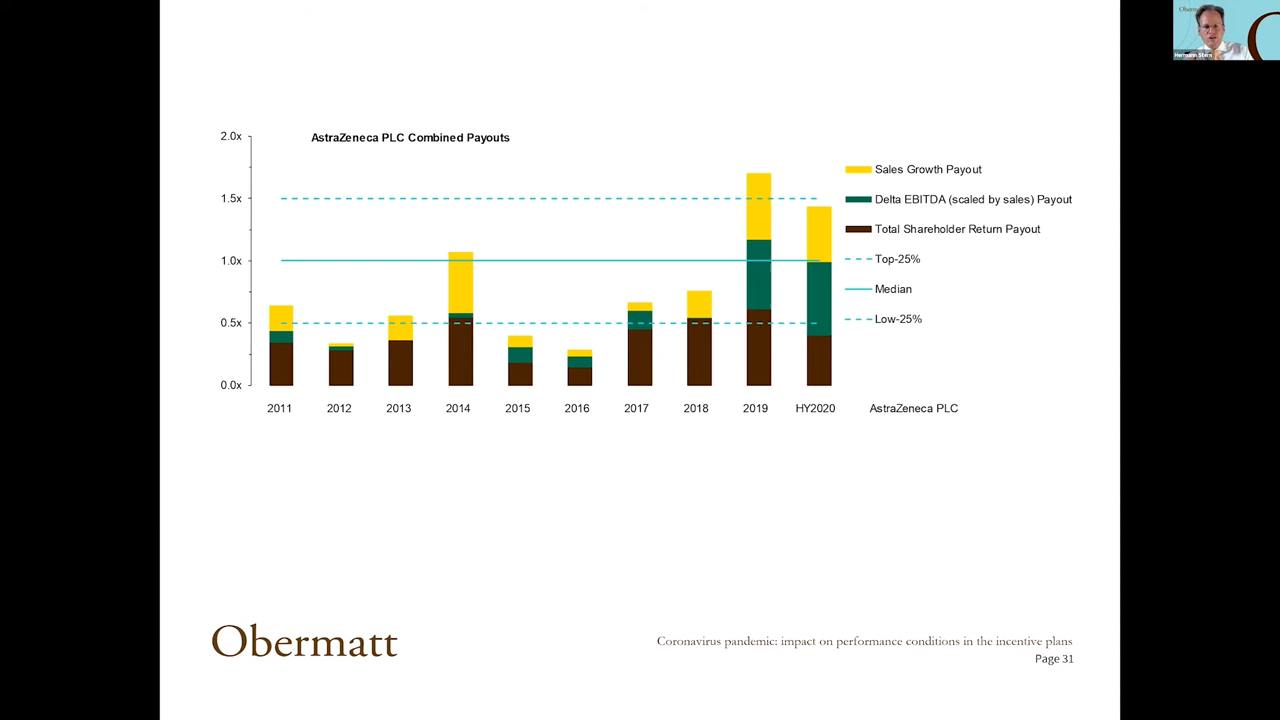 AstraZeneca PLC Combined Payouts
2.0x
1.5x
1.0x
0.5x
0.0x
2011 2012 2013 2014 2015 2016 2017 2018 2019 HY2020 AstraZeneca PLC
Sales Growth Payout
Delta EBITDA (scaled by sales) Payout
Total Shareholder Return Payout
Top-25%
Median
Low-25%
Obermatt
Coronavirus pandemic: impact on performance conditions in the incentive plans
Page 31
Hermann Stern